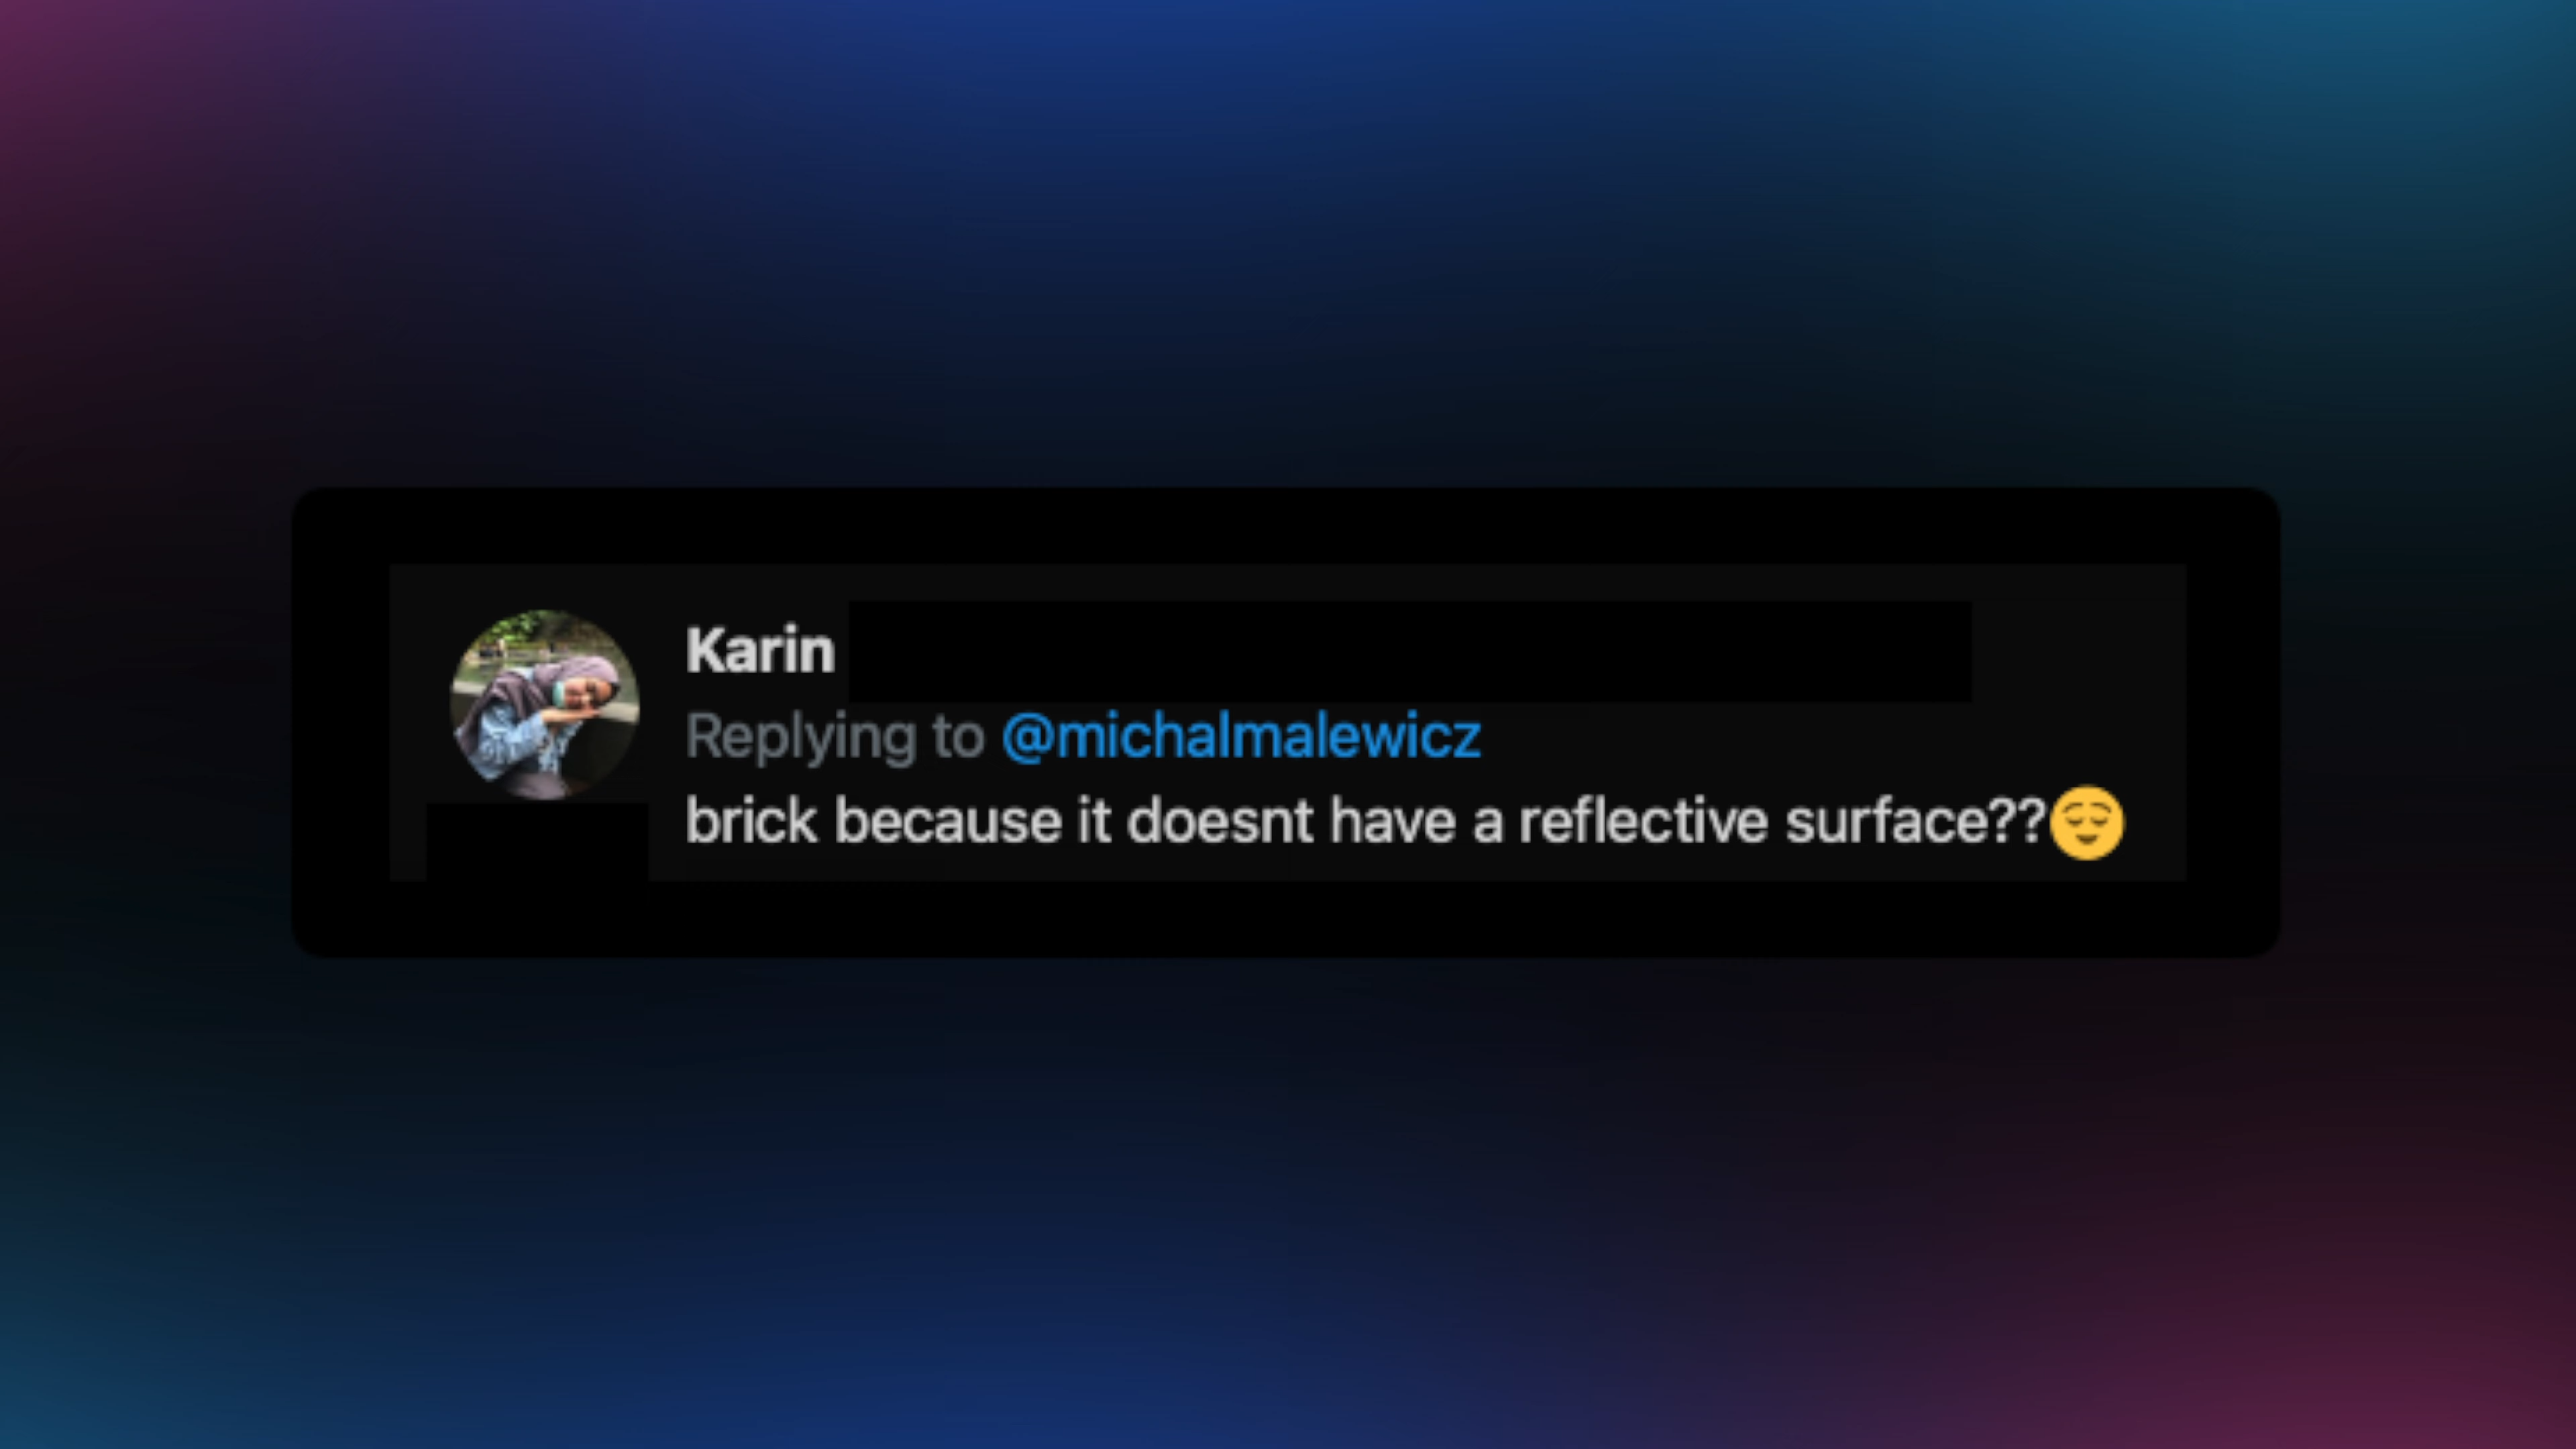 Karin
Replying to @michalmalewicz
brick because it doesnt have a reflective surface??😌